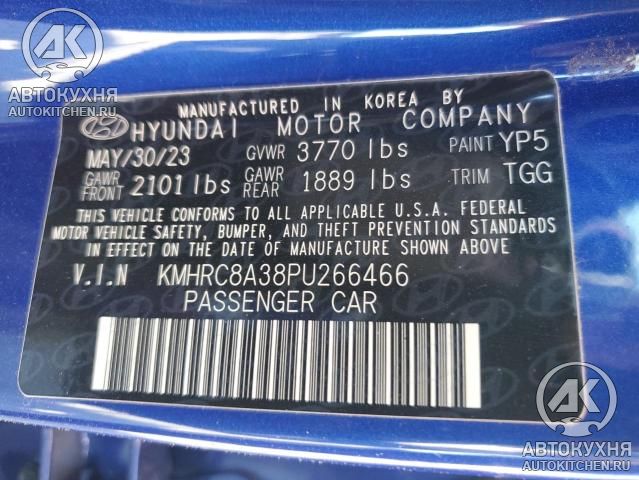 АК
АВТОКУХНЯ
AUTOKITCHEN.RU
MANUFACTURED IN KOREA BY
HYUNDAI MOTOR COMPANY
MAY/30/23 GVWR 3770 lbs PAINT YP5
GAWR FRONT 2101 lbs GAWR REAR 1889 lbs TRIM TGG
THIS VEHICLE CONFORMS TO ALL APPLICABLE U.S.A. FEDERAL
MOTOR VEHICLE SAFETY, BUMPER, AND THEFT PREVENTION STANDARDS
IN EFFECT ON THE DATE OF MANUFACTURE SHOWN ABOVE.
V.I.N KMHRC8A38PU266466
PASSENGER CAR
АК
АВТОКУХНЯ
AUTOKITCHEN.RU